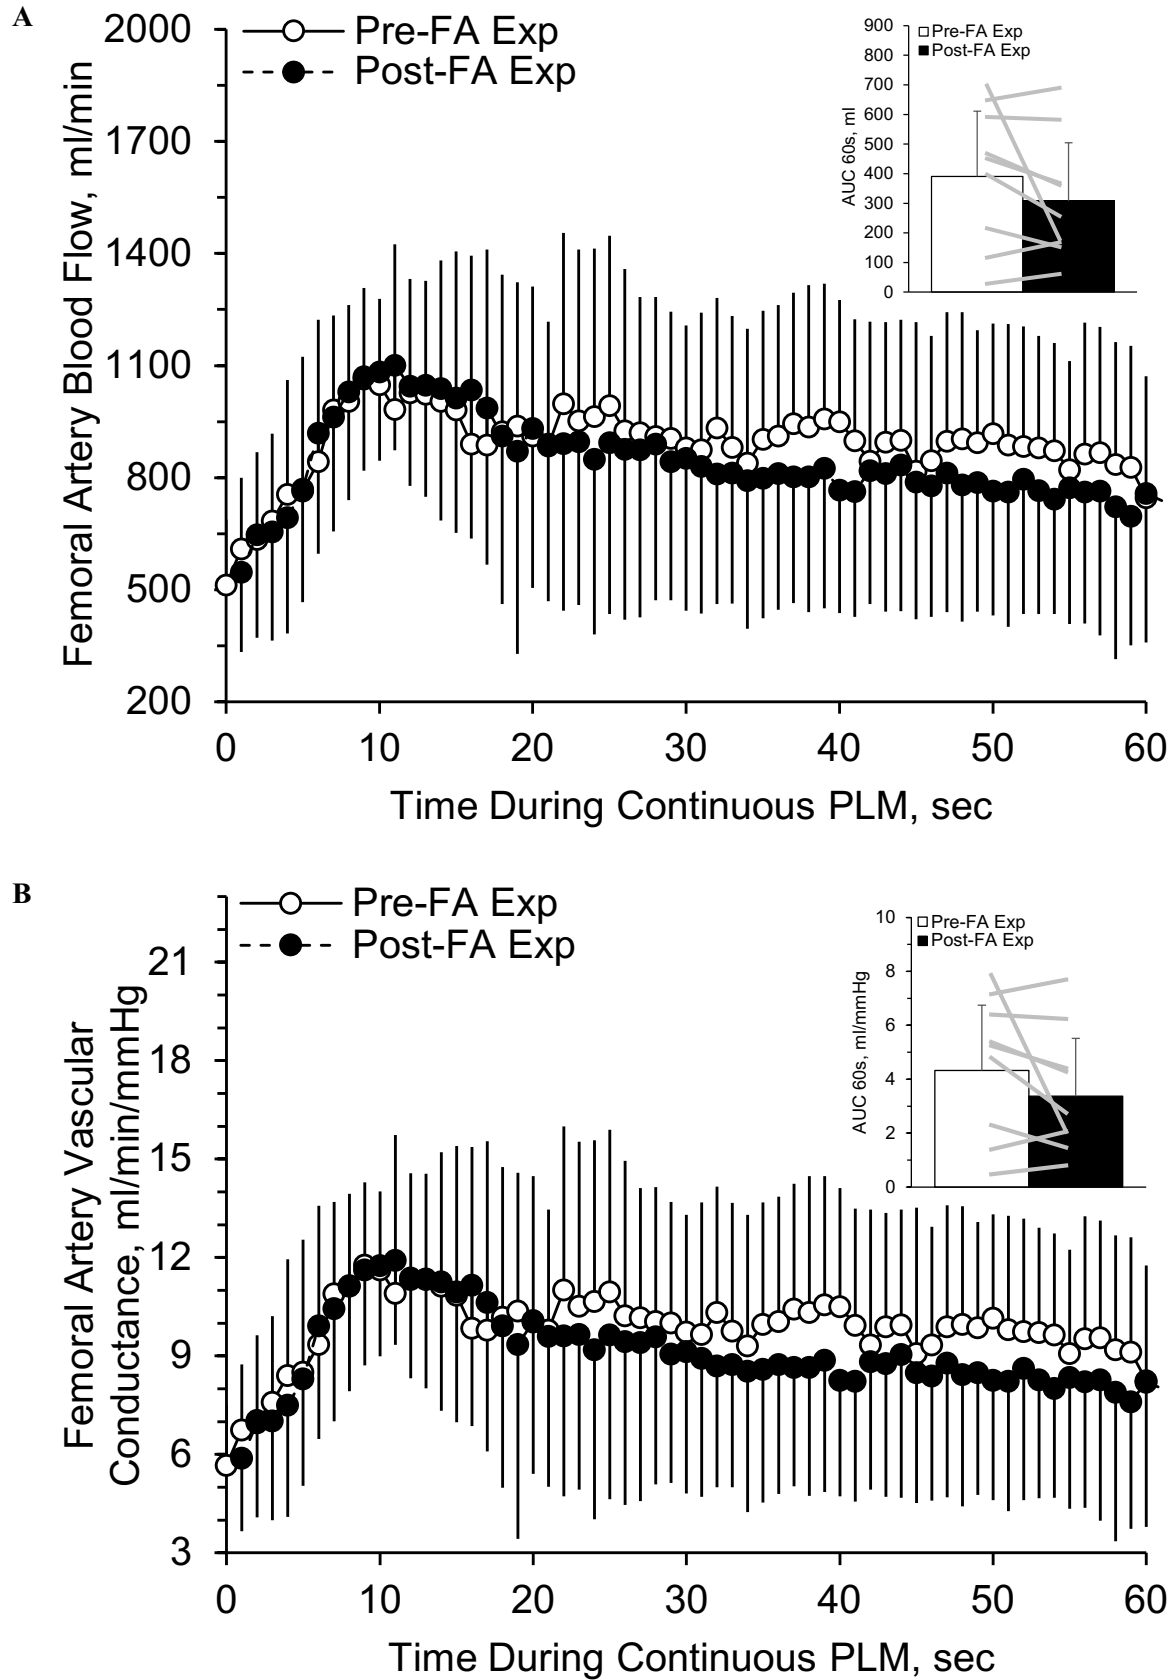 A
Pre-FA Exp
Post-FA Exp
Femoral Artery Blood Flow, ml/min
2000
1700
1400
1100
800
500
200
0 10 20 30 40 50 60
Time During Continuous PLM, sec
Pre-FA Exp
Post-FA Exp
AUC 60s, ml
900
800
700
600
500
400
300
200
100
0
B
Pre-FA Exp
Post-FA Exp
Femoral Artery Vascular
Conductance, ml/min/mmHg
21
18
15
12
9
6
3
0 10 20 30 40 50 60
Time During Continuous PLM, sec
Pre-FA Exp
Post-FA Exp
AUC 60s, ml/mmHg
10
8
6
4
2
0